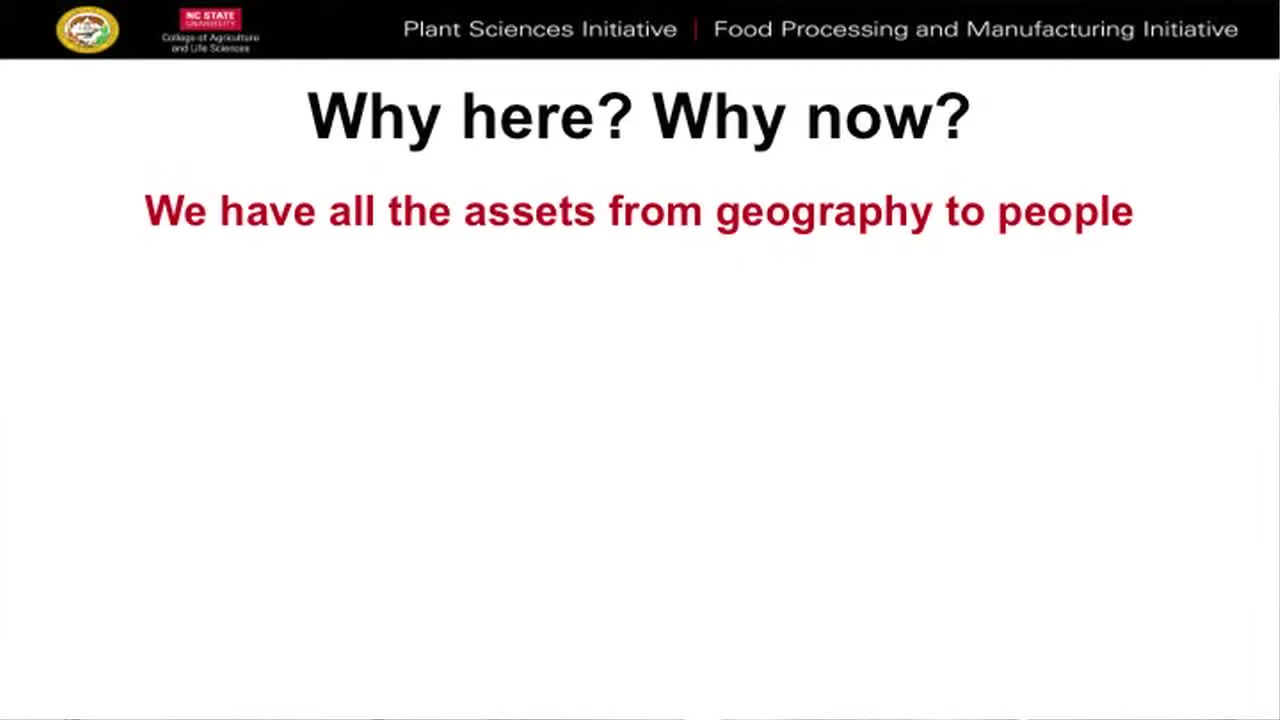 NC STATE
UNIVERSITY
College of Agriculture
and Life Sciences
Plant Sciences Initiative | Food Processing and Manufacturing Initiative
Why here? Why now?
We have all the assets from geography to people